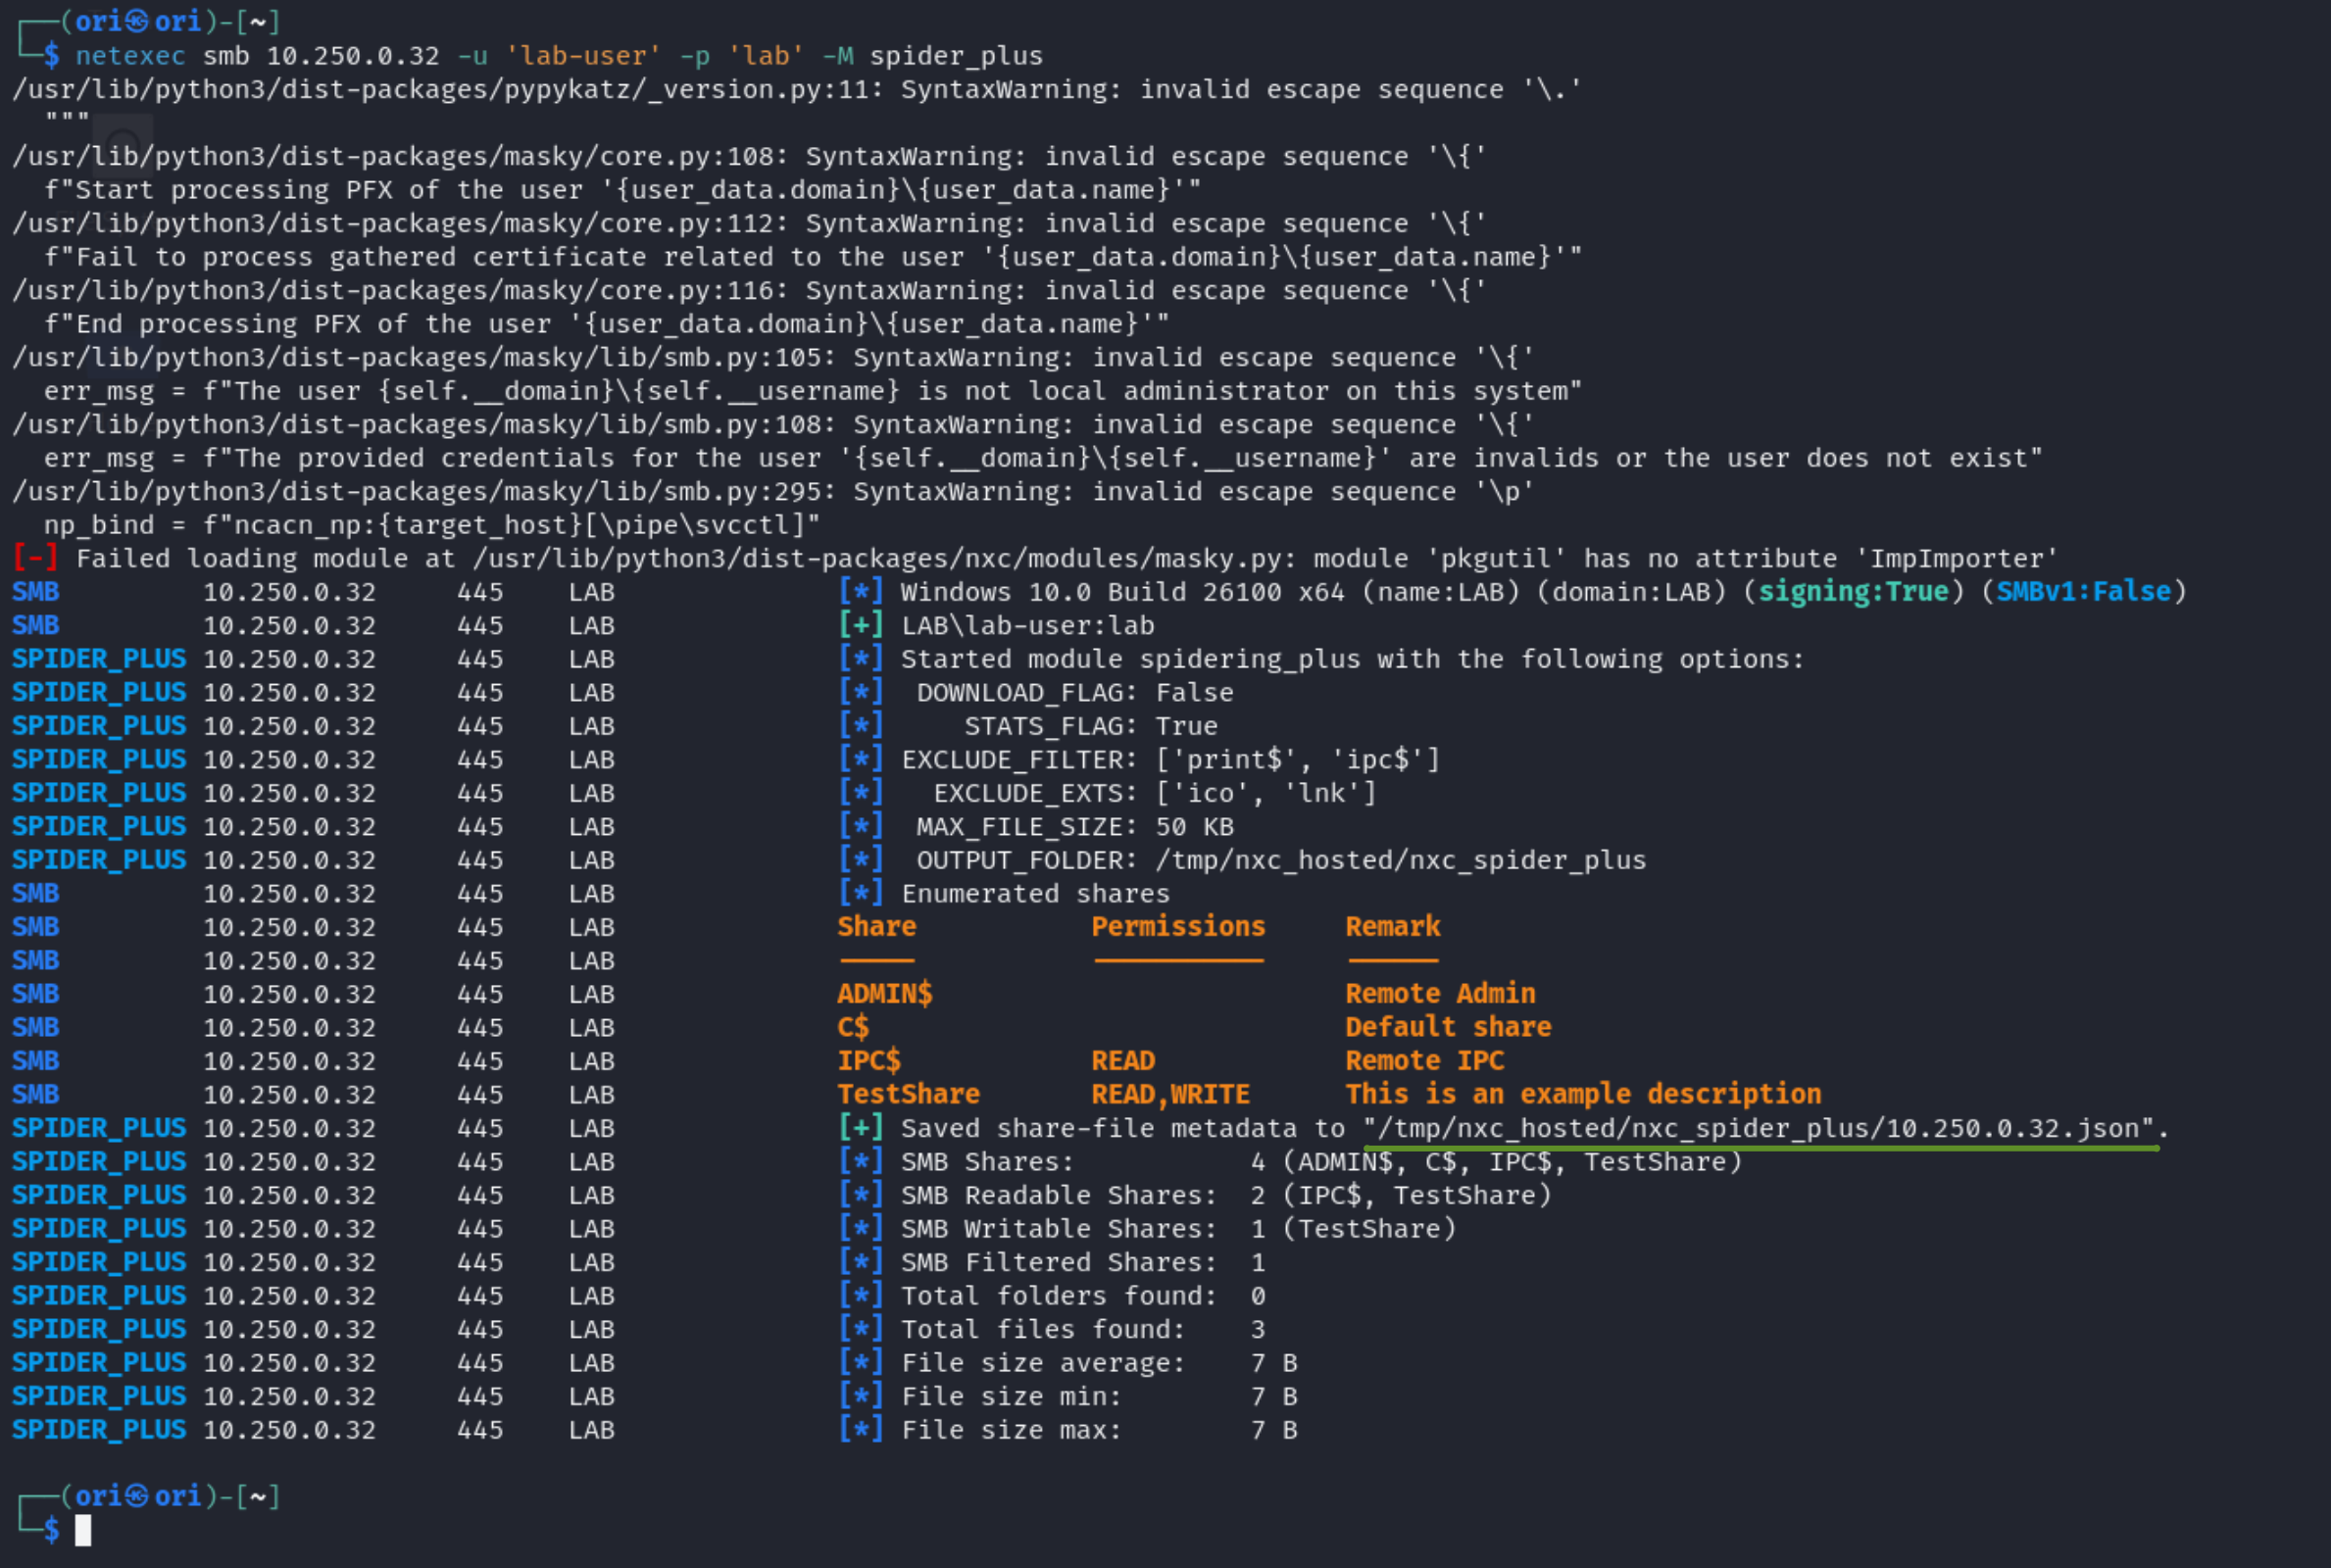 ┌──(ori㉿ori)-[~]
└─$ netexec smb 10.250.0.32 -u 'lab-user' -p 'lab' -M spider_plus
/usr/lib/python3/dist-packages/pypykatz/_version.py:11: SyntaxWarning: invalid escape sequence '\.'
  """
/usr/lib/python3/dist-packages/masky/core.py:108: SyntaxWarning: invalid escape sequence '\{'
  f"Start processing PFX of the user '{user_data.domain}\{user_data.name}'"
/usr/lib/python3/dist-packages/masky/core.py:112: SyntaxWarning: invalid escape sequence '\{'
  f"Fail to process gathered certificate related to the user '{user_data.domain}\{user_data.name}'"
/usr/lib/python3/dist-packages/masky/core.py:116: SyntaxWarning: invalid escape sequence '\{'
  f"End processing PFX of the user '{user_data.domain}\{user_data.name}'"
/usr/lib/python3/dist-packages/masky/lib/smb.py:105: SyntaxWarning: invalid escape sequence '\{'
  err_msg = f"The user {self.__domain}\{self.__username} is not local administrator on this system"
/usr/lib/python3/dist-packages/masky/lib/smb.py:108: SyntaxWarning: invalid escape sequence '\{'
  err_msg = f"The provided credentials for the user '{self.__domain}\{self.__username}' are invalids or the user does not exist"
/usr/lib/python3/dist-packages/masky/lib/smb.py:295: SyntaxWarning: invalid escape sequence '\p'
  np_bind = f"ncacn_np:{target_host}[\pipe\svcctl]"
[-] Failed loading module at /usr/lib/python3/dist-packages/nxc/modules/masky.py: module 'pkgutil' has no attribute 'ImpImporter'
SMB         10.250.0.32     445    LAB              [*] Windows 10.0 Build 26100 x64 (name:LAB) (domain:LAB) (signing:True) (SMBv1:False)
SMB         10.250.0.32     445    LAB              [+] LAB\lab-user:lab
SPIDER_PLUS 10.250.0.32     445    LAB              [*] Started module spidering_plus with the following options:
SPIDER_PLUS 10.250.0.32     445    LAB              [*]  DOWNLOAD_FLAG: False
SPIDER_PLUS 10.250.0.32     445    LAB              [*]     STATS_FLAG: True
SPIDER_PLUS 10.250.0.32     445    LAB              [*] EXCLUDE_FILTER: ['print$', 'ipc$']
SPIDER_PLUS 10.250.0.32     445    LAB              [*]   EXCLUDE_EXTS: ['ico', 'lnk']
SPIDER_PLUS 10.250.0.32     445    LAB              [*]  MAX_FILE_SIZE: 50 KB
SPIDER_PLUS 10.250.0.32     445    LAB              [*]  OUTPUT_FOLDER: /tmp/nxc_hosted/nxc_spider_plus
SMB         10.250.0.32     445    LAB              [*] Enumerated shares
SMB         10.250.0.32     445    LAB              Share           Permissions     Remark
SMB         10.250.0.32     445    LAB              -----           -----------     ------
SMB         10.250.0.32     445    LAB              ADMIN$                          Remote Admin
SMB         10.250.0.32     445    LAB              C$                              Default share
SMB         10.250.0.32     445    LAB              IPC$            READ            Remote IPC
SMB         10.250.0.32     445    LAB              TestShare       READ,WRITE      This is an example description
SPIDER_PLUS 10.250.0.32     445    LAB              [+] Saved share-file metadata to "/tmp/nxc_hosted/nxc_spider_plus/10.250.0.32.json".
SPIDER_PLUS 10.250.0.32     445    LAB              [*] SMB Shares:           4 (ADMIN$, C$, IPC$, TestShare)
SPIDER_PLUS 10.250.0.32     445    LAB              [*] SMB Readable Shares:  2 (IPC$, TestShare)
SPIDER_PLUS 10.250.0.32     445    LAB              [*] SMB Writable Shares:  1 (TestShare)
SPIDER_PLUS 10.250.0.32     445    LAB              [*] SMB Filtered Shares:  1
SPIDER_PLUS 10.250.0.32     445    LAB              [*] Total folders found:  0
SPIDER_PLUS 10.250.0.32     445    LAB              [*] Total files found:    3
SPIDER_PLUS 10.250.0.32     445    LAB              [*] File size average:    7 B
SPIDER_PLUS 10.250.0.32     445    LAB              [*] File size min:        7 B
SPIDER_PLUS 10.250.0.32     445    LAB              [*] File size max:        7 B
┌──(ori㉿ori)-[~]
└─$